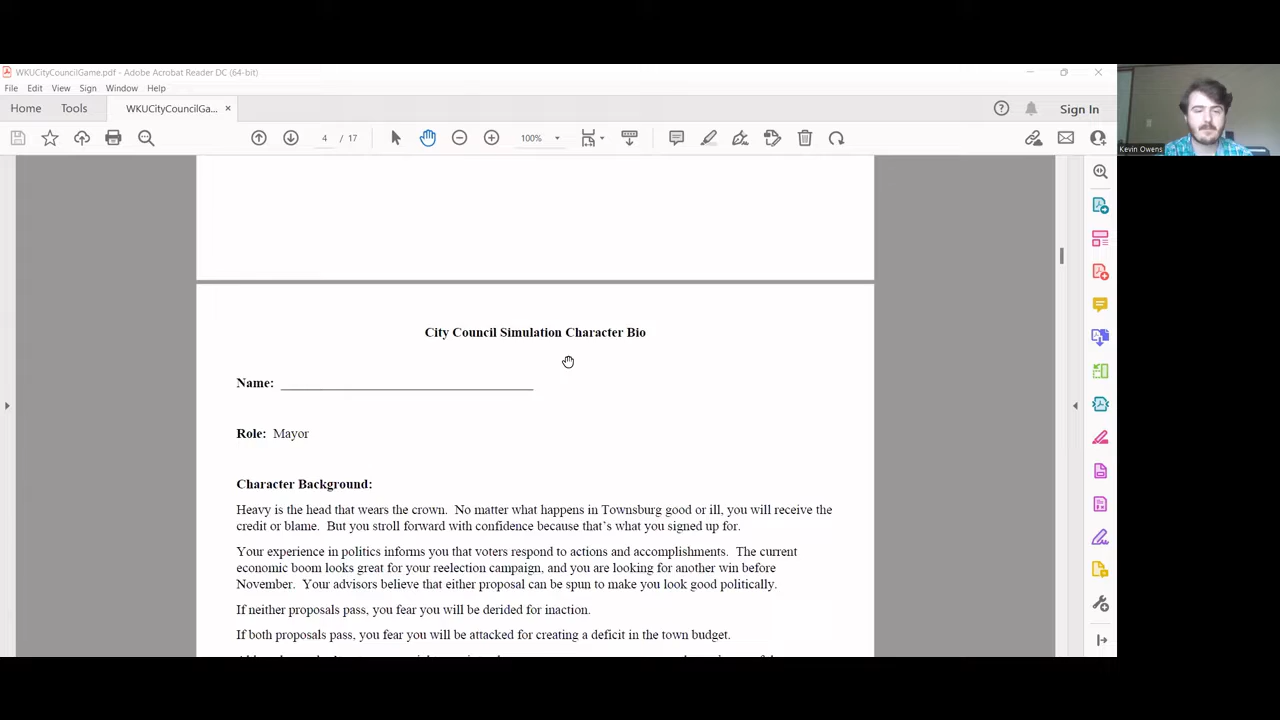 WKUCityCouncilGame.pdf - Adobe Acrobat Reader DC (64-bit)
File Edit View Sign Window Help
Home Tools WKUCityCouncilGa... × Sign In
4 / 17 100%
Kevin Owens
City Council Simulation Character Bio
Name: ____________________________________
Role: Mayor
Character Background:
Heavy is the head that wears the crown. No matter what happens in Townsburg good or ill, you will receive the
credit or blame. But you stroll forward with confidence because that’s what you signed up for.
Your experience in politics informs you that voters respond to actions and accomplishments. The current
economic boom looks great for your reelection campaign, and you are looking for another win before
November. Your advisors believe that either proposal can be spun to make you look good politically.
If neither proposals pass, you fear you will be derided for inaction.
If both proposals pass, you fear you will be attacked for creating a deficit in the town budget.